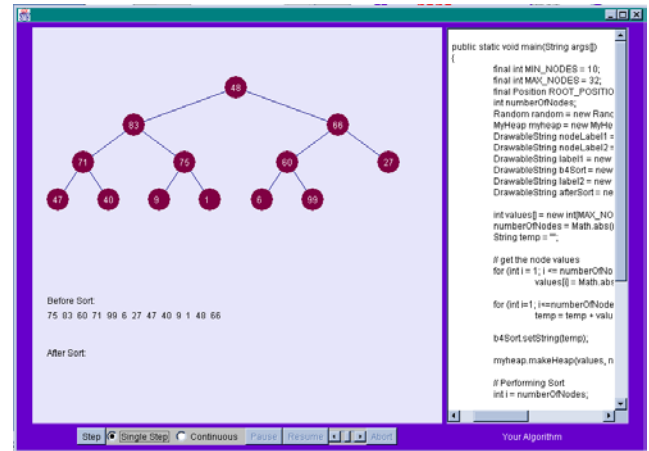 48
83 66
71 75 60 27
47 40 9 1 6 99
Before Sort:
75 83 60 71 99 6 27 47 40 9 1 48 66
After Sort:
public static void main(String args[])
{
final int MIN_NODES = 10;
final int MAX_NODES = 32;
final Position ROOT_POSITIO
int numberOfNodes;
Random random = new Ranc
MyHeap myheap = new MyHe
DrawableString nodeLabel1 =
DrawableString nodeLabel2 =
DrawableString label1 = new
DrawableString b4Sort = new
DrawableString label2 = new
DrawableString afterSort = ne
int values[] = new int[MAX_NO
numberOfNodes = Math.abs(r
String temp = "";
// get the node values
for (int i = 1; i <= numberOfNo
values[i] = Math.abs
for (int i=1; i<=numberOfNode
temp = temp + valu
b4Sort.setString(temp);
myheap.makeHeap(values, n
// Performing Sort
int i = numberOfNodes;
Step Single Step Continuous Pause Resume Abort
Your Algorithm